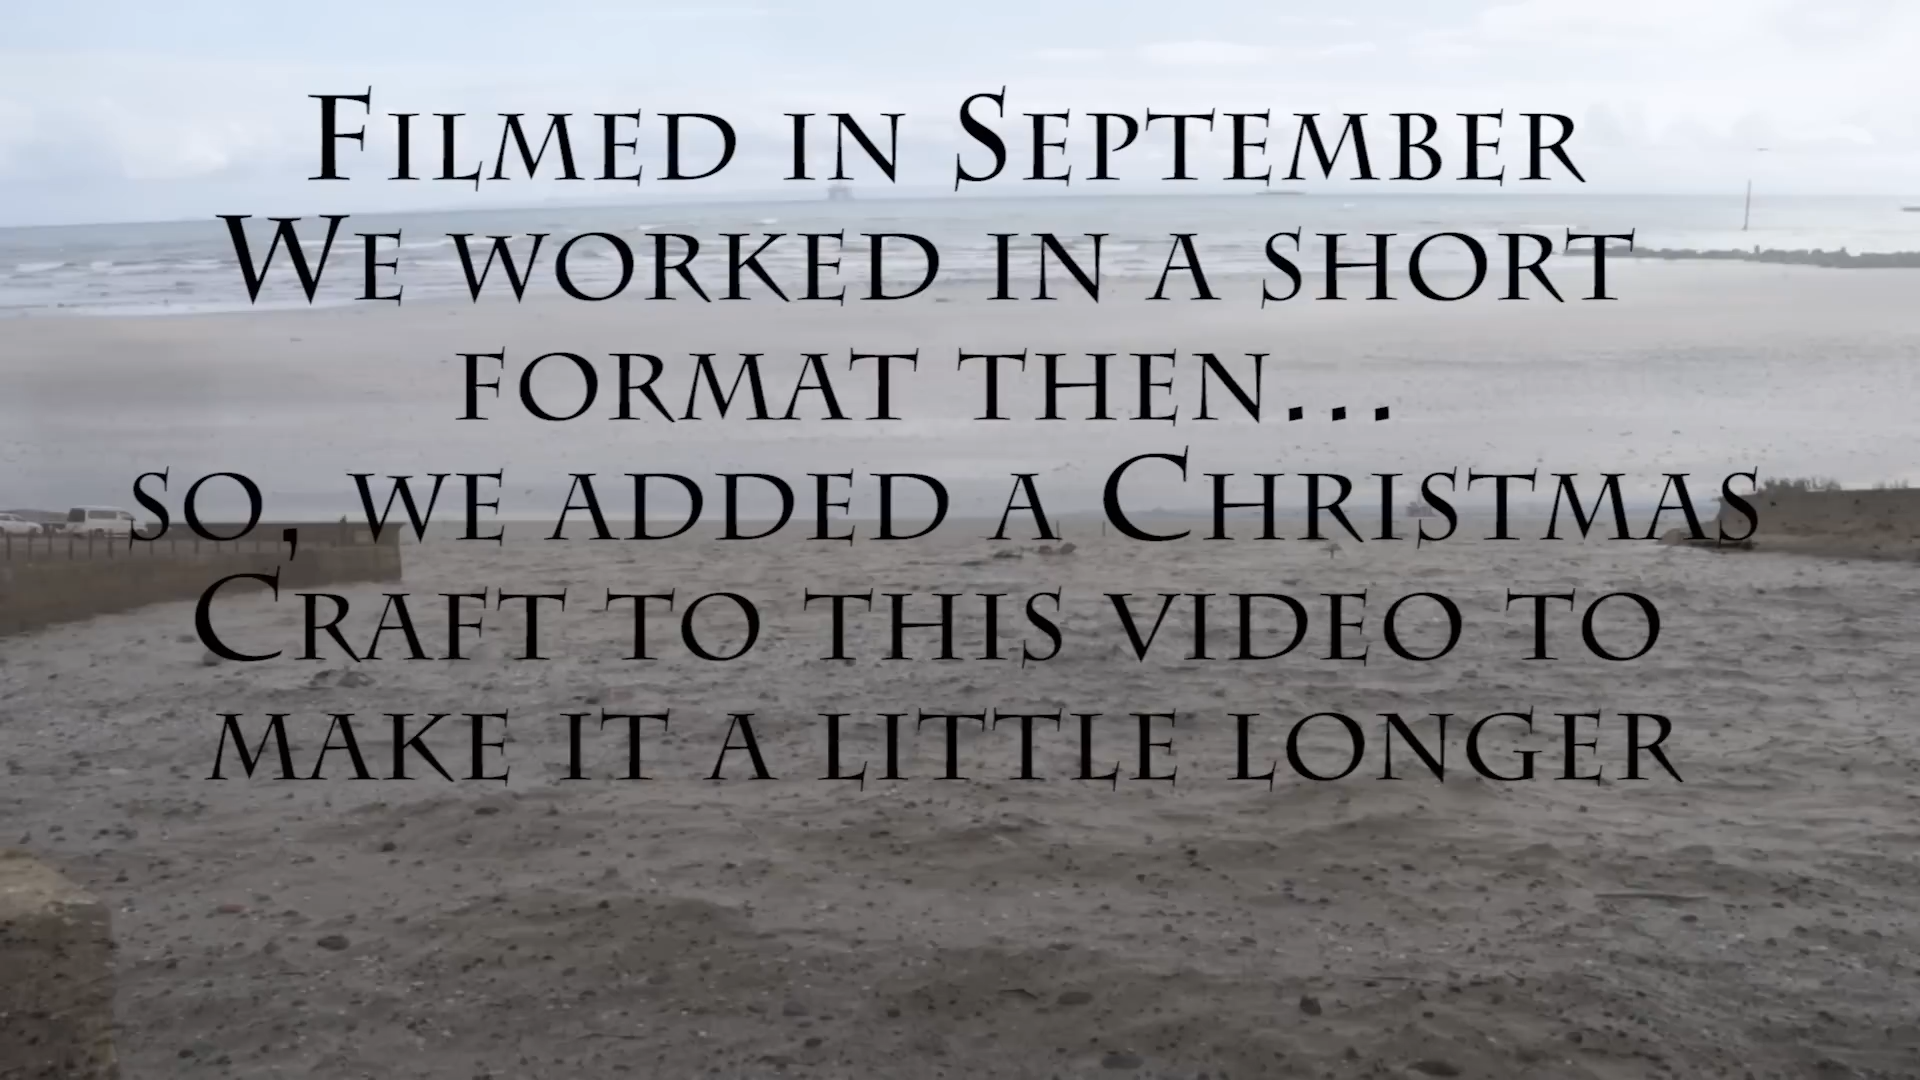 Filmed in September
We worked in a short
format then...
so, we added a Christmas
Craft to this video to
make it a little longer